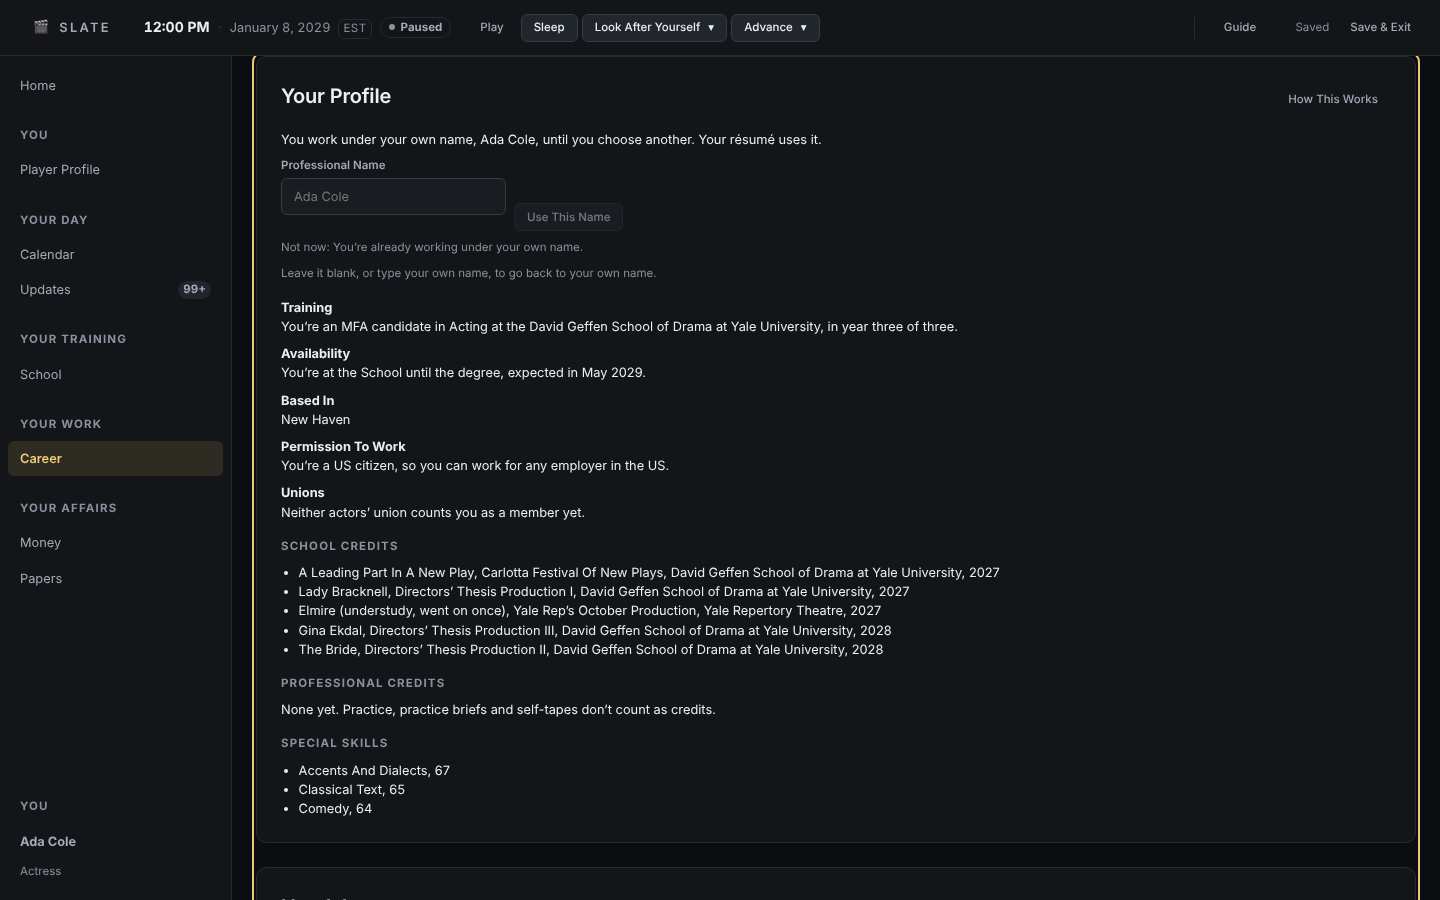 SLATE
12:00 PM · January 8, 2029 EST Paused Play Sleep Look After Yourself ▾ Advance ▾ Guide Saved Save & Exit
Home
YOU
Player Profile
YOUR DAY
Calendar
Updates 99+
YOUR TRAINING
School
YOUR WORK
Career
YOUR AFFAIRS
Money
Papers
YOU
Ada Cole
Actress
Your Profile
How This Works
You work under your own name, Ada Cole, until you choose another. Your résumé uses it.
Professional Name
Ada Cole
Use This Name
Not now: You’re already working under your own name.
Leave it blank, or type your own name, to go back to your own name.
Training
You’re an MFA candidate in Acting at the David Geffen School of Drama at Yale University, in year three of three.
Availability
You’re at the School until the degree, expected in May 2029.
Based In
New Haven
Permission To Work
You’re a US citizen, so you can work for any employer in the US.
Unions
Neither actors’ union counts you as a member yet.
SCHOOL CREDITS
• A Leading Part In A New Play, Carlotta Festival Of New Plays, David Geffen School of Drama at Yale University, 2027
• Lady Bracknell, Directors’ Thesis Production I, David Geffen School of Drama at Yale University, 2027
• Elmire (understudy, went on once), Yale Rep’s October Production, Yale Repertory Theatre, 2027
• Gina Ekdal, Directors’ Thesis Production III, David Geffen School of Drama at Yale University, 2028
• The Bride, Directors’ Thesis Production II, David Geffen School of Drama at Yale University, 2028
PROFESSIONAL CREDITS
None yet. Practice, practice briefs and self-tapes don’t count as credits.
SPECIAL SKILLS
• Accents And Dialects, 67
• Classical Text, 65
• Comedy, 64